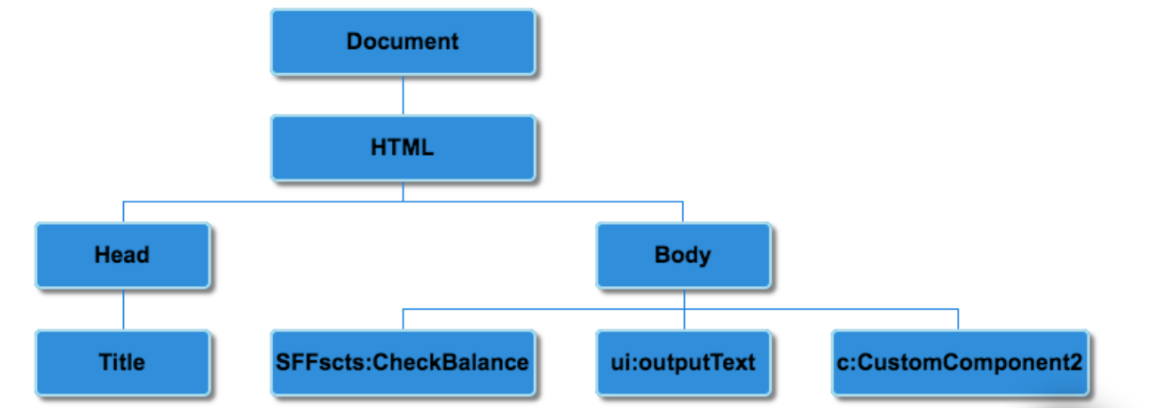 Document
HTML
Head
Body
Title
SFFscts:CheckBalance
ui:outputText
c:CustomComponent2